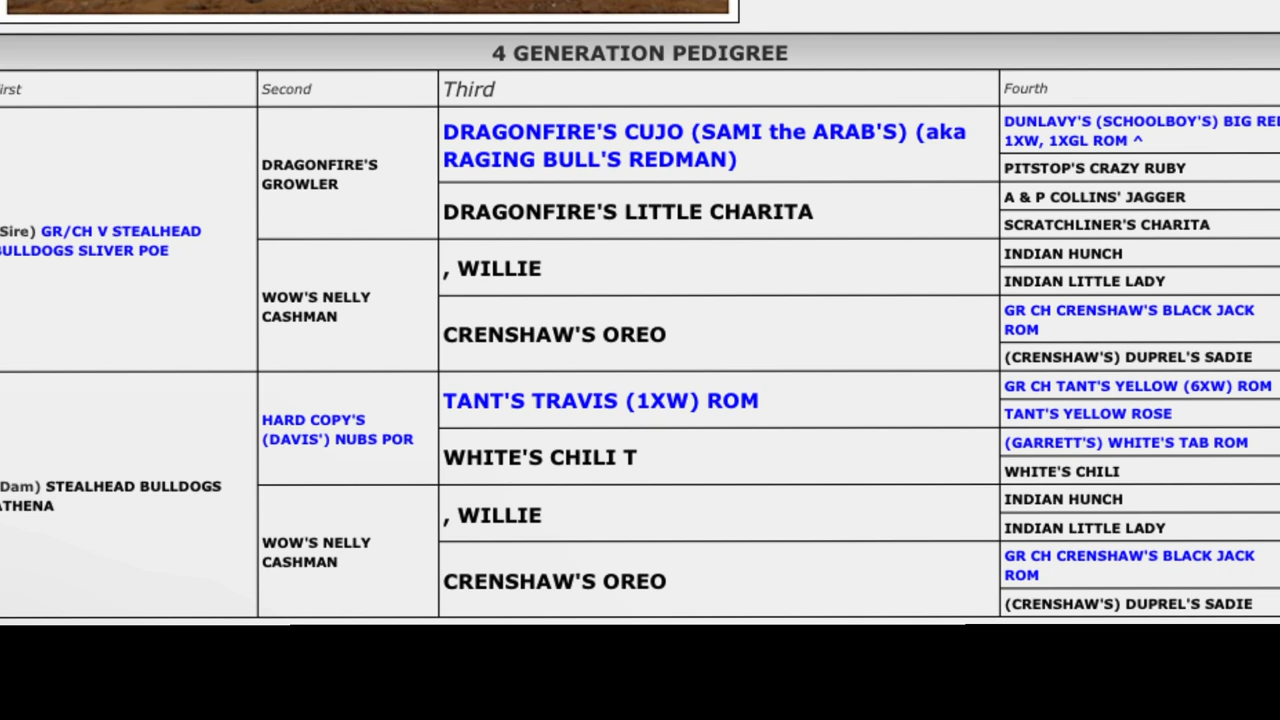 4 GENERATION PEDIGREE
irst
Second
Third
Fourth
Sire) GR/CH V STEALHEAD
BULLDOGS SLIVER POE
DRAGONFIRE'S
GROWLER
DRAGONFIRE'S CUJO (SAMI the ARAB'S) (aka
RAGING BULL'S REDMAN)
DUNLAVY'S (SCHOOLBOY'S) BIG RED
1XW, 1XGL ROM ^
PITSTOP'S CRAZY RUBY
DRAGONFIRE'S LITTLE CHARITA
A & P COLLINS' JAGGER
SCRATCHLINER'S CHARITA
WOW'S NELLY
CASHMAN
, WILLIE
INDIAN HUNCH
INDIAN LITTLE LADY
CRENSHAW'S OREO
GR CH CRENSHAW'S BLACK JACK
ROM
(CRENSHAW'S) DUPREL'S SADIE
Dam) STEALHEAD BULLDOGS
ATHENA
HARD COPY'S
(DAVIS') NUBS POR
TANT'S TRAVIS (1XW) ROM
GR CH TANT'S YELLOW (6XW) ROM
TANT'S YELLOW ROSE
WHITE'S CHILI T
(GARRETT'S) WHITE'S TAB ROM
WHITE'S CHILI
WOW'S NELLY
CASHMAN
, WILLIE
INDIAN HUNCH
INDIAN LITTLE LADY
CRENSHAW'S OREO
GR CH CRENSHAW'S BLACK JACK
ROM
(CRENSHAW'S) DUPREL'S SADIE